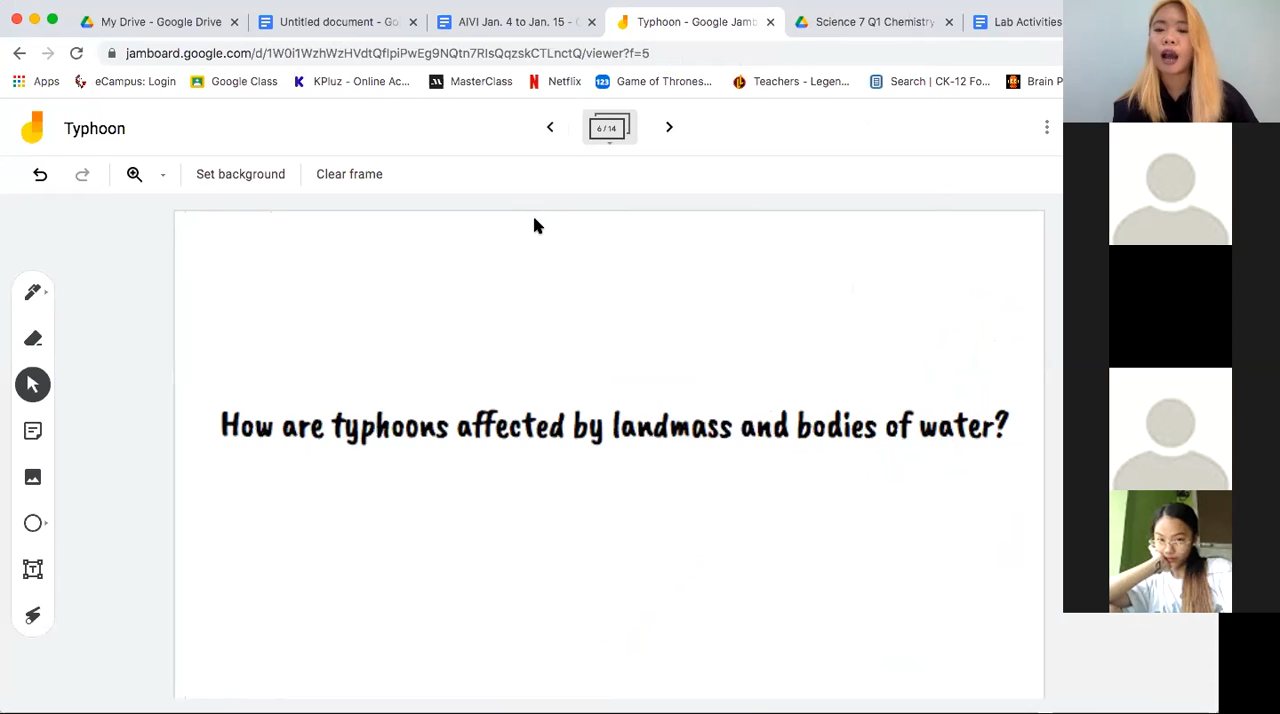 My Drive - Google Drive
Untitled document - Go
AIVI Jan. 4 to Jan. 15 - G
Typhoon - Google Jamb
Science 7 Q1 Chemistry
Lab Activities
jamboard.google.com/d/1W0i1WzhWzHVdtQflpiPwEg9NQtqt7RIsQqzskCTLnctQ/viewer?f=5
Apps
eCampus: Login
Google Class
KPluz - Online Ac...
MasterClass
Netflix
123
Game of Thrones...
Teachers - Legen...
Search | CK-12 Fo...
Brain P
Typhoon
6 / 14
Set background
Clear frame
How are typhoons affected by landmass and bodies of water?